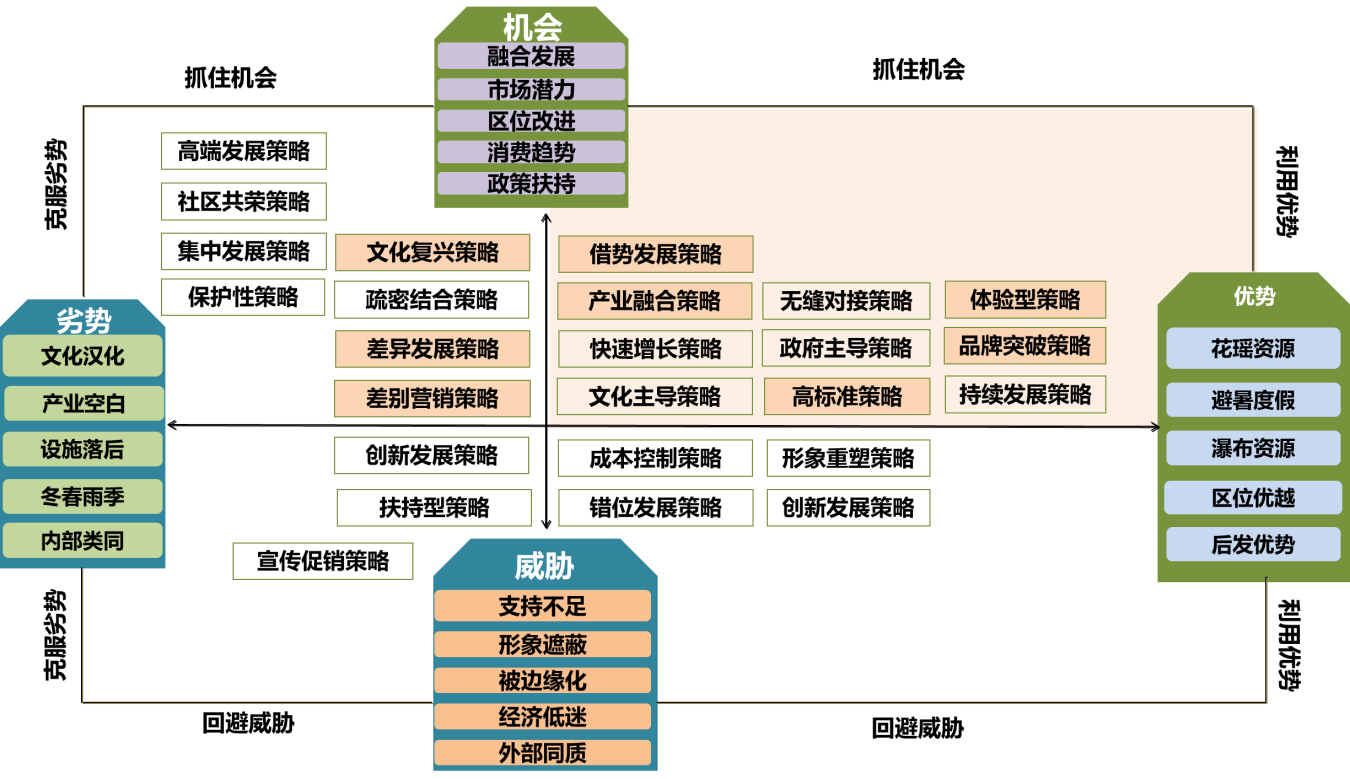 机会
融合发展
市场潜力
区位改进
消费趋势
政策扶持
抓住机会
抓住机会
克服劣势
利用优势
高端发展策略
社区共荣策略
集中发展策略
保护性策略
文化复兴策略
疏密结合策略
差异发展策略
差别营销策略
借势发展策略
产业融合策略
无缝对接策略
体验型策略
快速增长策略
政府主导策略
品牌突破策略
文化主导策略
高标准策略
持续发展策略
劣势
文化汉化
产业空白
设施落后
冬春雨季
内部类同
优势
花瑶资源
避暑度假
瀑布资源
区位优越
后发优势
创新发展策略
扶持型策略
宣传促销策略
成本控制策略
形象重塑策略
错位发展策略
创新发展策略
威胁
支持不足
形象遮蔽
被边缘化
经济低迷
外部同质
克服劣势
利用优势
回避威胁
回避威胁